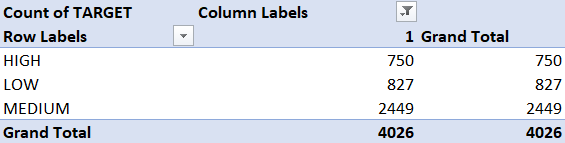 Count of TARGET Column Labels
Row Labels 1 Grand Total
HIGH 750 750
LOW 827 827
MEDIUM 2449 2449
Grand Total 4026 4026